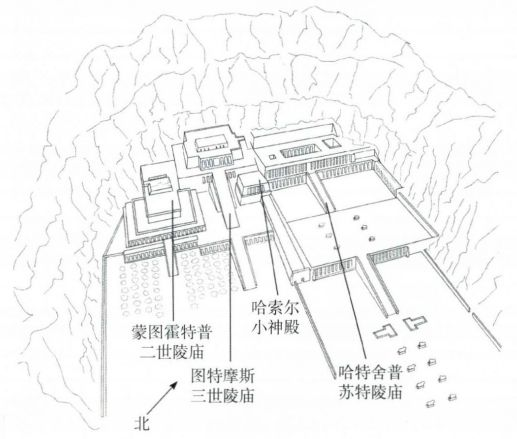 哈索尔
小神殿
蒙图霍特普
二世陵庙
图特摩斯
三世陵庙
哈特舍普
苏特陵庙
北